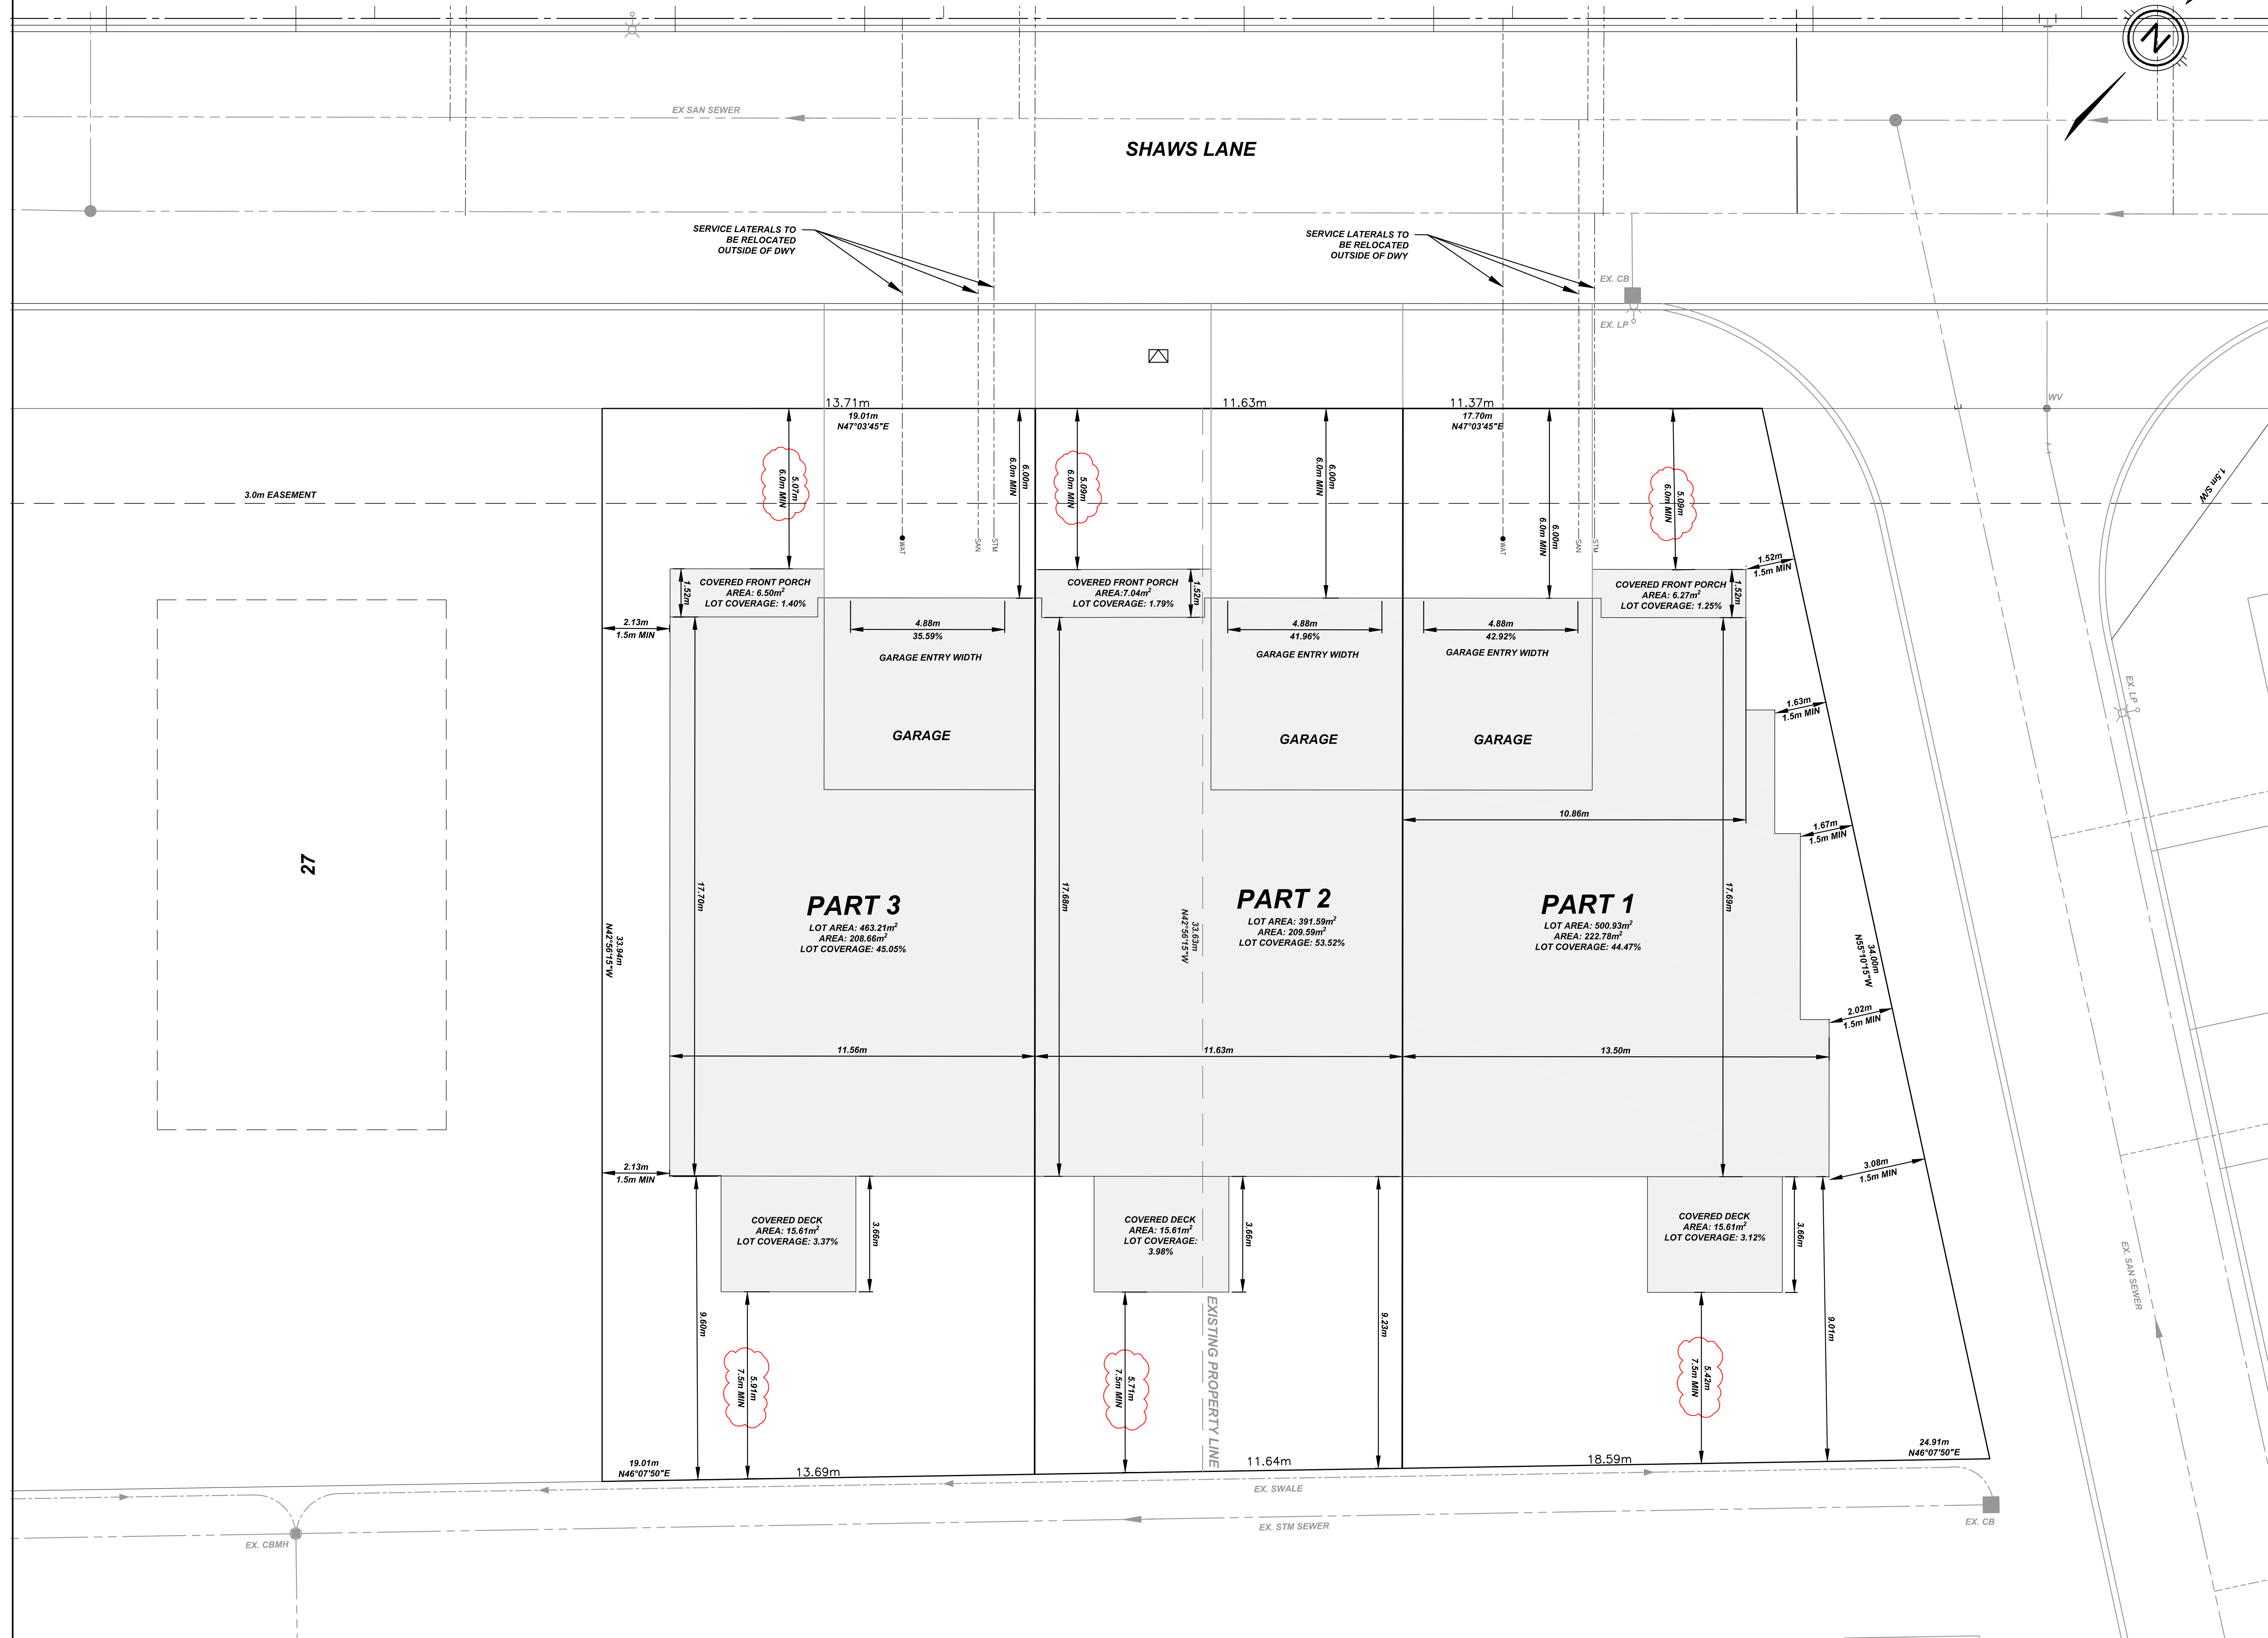 N
EX SAN SEWER
SHAWS LANE
SERVICE LATERALS TO
BE RELOCATED
OUTSIDE OF DWY
SERVICE LATERALS TO
BE RELOCATED
OUTSIDE OF DWY
EX. CB
EX. LP
WV
1.5m S/W
13.71m
19.01m
N47°03'45"E
11.63m
11.37m
17.70m
N47°03'45"E
3.0m EASEMENT
5.07m
6.0m MIN
6.00m
6.0m MIN
5.09m
6.0m MIN
6.00m
6.0m MIN
6.00m
6.0m MIN
5.09m
6.0m MIN
WAT
SAN
STM
WAT
SAN
STM
COVERED FRONT PORCH
AREA: 6.50m²
LOT COVERAGE: 1.40%
1.52m
COVERED FRONT PORCH
AREA:7.04m²
LOT COVERAGE: 1.79%
1.52m
COVERED FRONT PORCH
AREA: 6.27m²
LOT COVERAGE: 1.25%
1.52m
1.52m
1.5m MIN
2.13m
1.5m MIN
4.88m
35.59%
GARAGE ENTRY WIDTH
4.88m
41.96%
GARAGE ENTRY WIDTH
4.88m
42.92%
GARAGE ENTRY WIDTH
1.63m
1.5m MIN
EX. LP
GARAGE
GARAGE
GARAGE
10.86m
1.67m
1.5m MIN
27
17.70m
17.68m
17.69m
PART 3
LOT AREA: 463.21m²
AREA: 208.66m²
LOT COVERAGE: 45.05%
PART 2
LOT AREA: 391.59m²
AREA: 209.59m²
LOT COVERAGE: 53.52%
PART 1
LOT AREA: 500.93m²
AREA: 222.78m²
LOT COVERAGE: 44.47%
33.94m
N42°56'15"W
33.63m
N42°56'15"W
34.00m
N55°10'15"W
2.02m
1.5m MIN
11.56m
11.63m
13.50m
2.13m
1.5m MIN
3.08m
1.5m MIN
COVERED DECK
AREA: 15.61m²
LOT COVERAGE: 3.37%
3.66m
COVERED DECK
AREA: 15.61m²
LOT COVERAGE:
3.98%
3.66m
COVERED DECK
AREA: 15.61m²
LOT COVERAGE: 3.12%
3.66m
EX. SAN SEWER
9.60m
5.91m
7.5m MIN
5.71m
7.5m MIN
EXISTING PROPERTY LINE
9.23m
5.42m
7.5m MIN
9.01m
19.01m
N46°07'50"E
13.69m
11.64m
18.59m
24.91m
N46°07'50"E
EX. SWALE
EX. STM SEWER
EX. CB
EX. CBMH